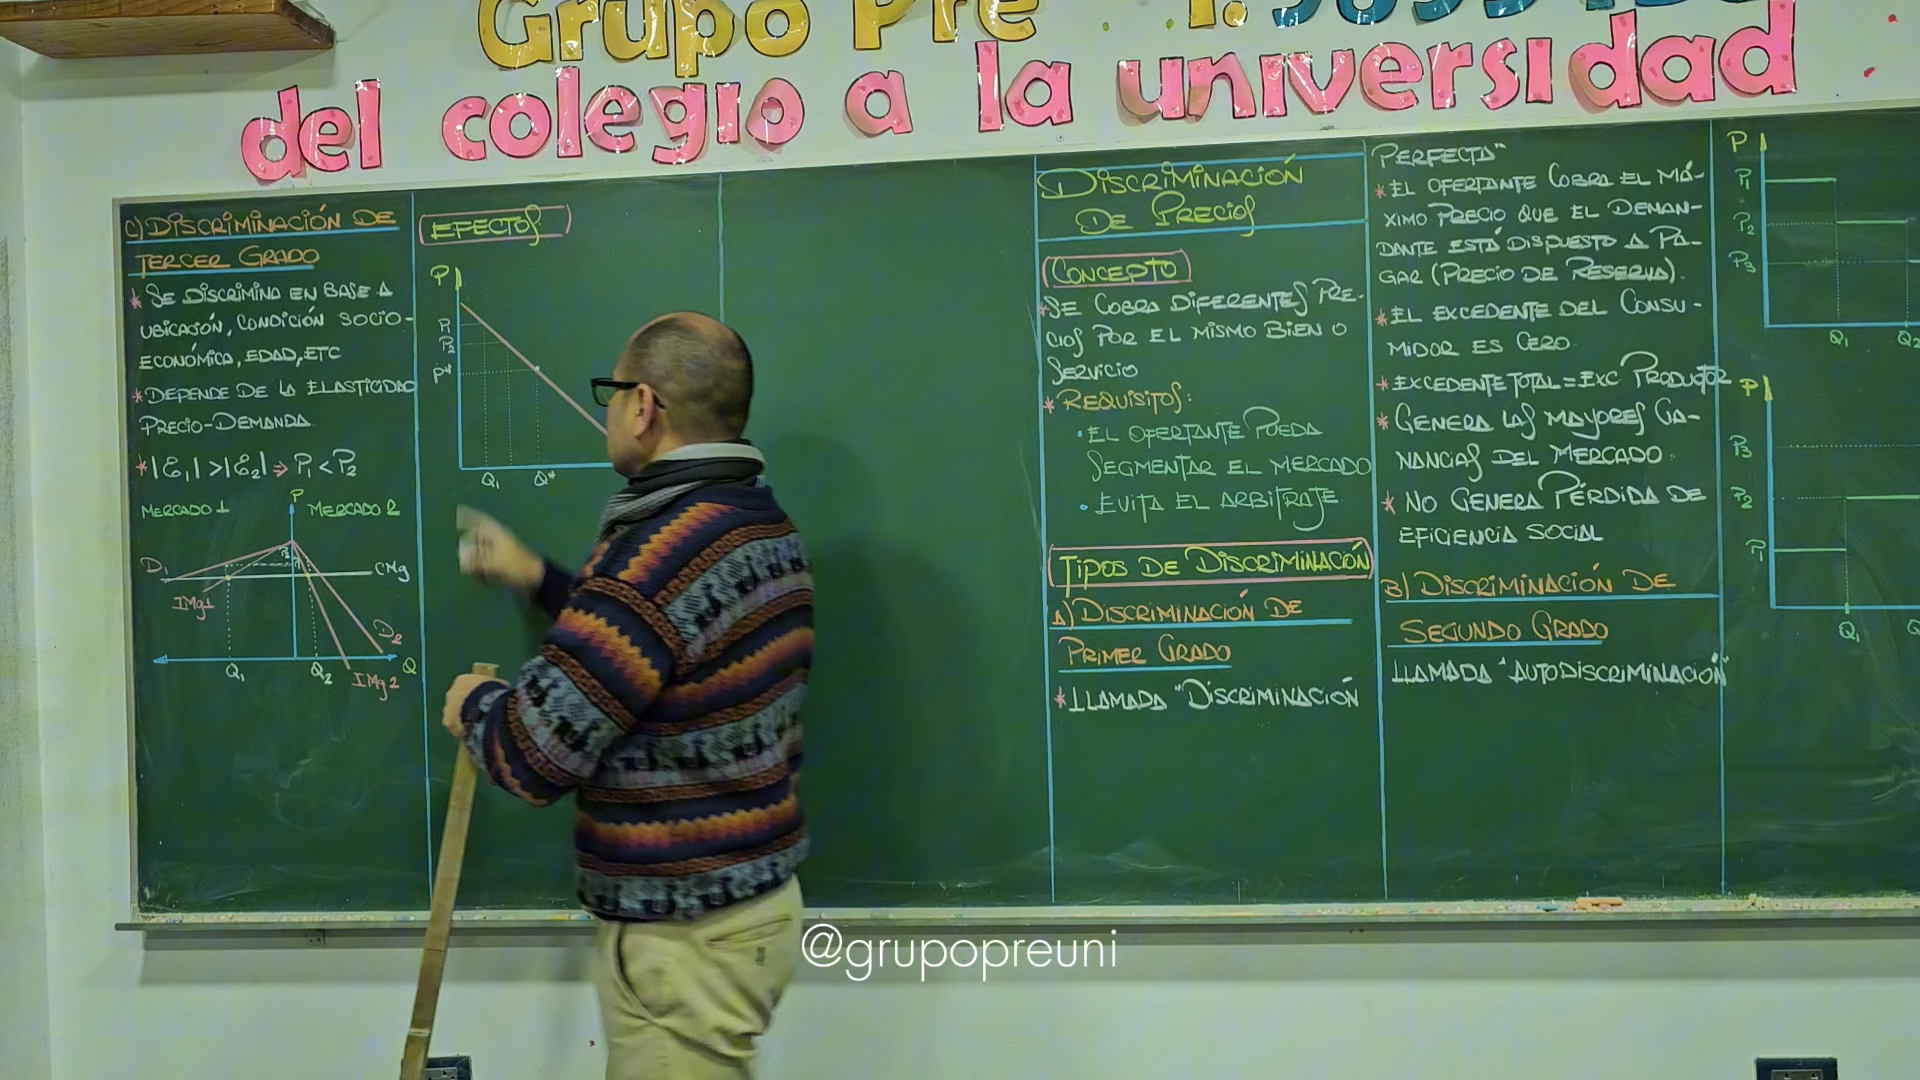 Grupo Pre
del colegio a la universidad
C) DISCRIMINACIÓN DE
TERCER GRADO
* SE DISCRIMINA EN BASE A
UBICACIÓN, CONDICIÓN SOCIO-
ECONÓMICA, EDAD, ETC
* DEPENDE DE LA ELASTICIDAD
PRECIO-DEMANDA
* |Ɛ₁| > |Ɛ₂| ⇒ P₁ < P₂
MERCADO 1
P
MERCADO 2
D₁
CMg
IMg1
D₂
Q₁
Q₂
IMg2
Q
EFECTOS
P
P₁
P₂
P*
Q₁
Q*
DISCRIMINACIÓN
DE PRECIOS
CONCEPTO
* SE COBRA DIFERENTES PRE-
CIOS POR EL MISMO BIEN O
SERVICIO
* REQUISITOS:
• EL OFERTANTE PUEDA
SEGMENTAR EL MERCADO
• EVITA EL ARBITRAJE
TIPOS DE DISCRIMINACIÓN
A) DISCRIMINACIÓN DE
PRIMER GRADO
* LLAMADA "DISCRIMINACIÓN
PERFECTA"
* EL OFERTANTE COBRA EL MÁ-
XIMO PRECIO QUE EL DEMAN-
DANTE ESTÁ DISPUESTO A PA-
GAR (PRECIO DE RESERVA).
* EL EXCEDENTE DEL CONSU-
MIDOR ES CERO
* EXCEDENTE TOTAL = EXC PRODUCTOR
* GENERA LAS MAYORES GA-
NANCIAS DEL MERCADO
* NO GENERA PÉRDIDA DE
EFICIENCIA SOCIAL
B) DISCRIMINACIÓN DE
SEGUNDO GRADO
LLAMADA "AUTODISCRIMINACIÓN"
P
P₁
P₂
P₃
Q₁
Q₂
P
P₃
P₂
P₁
Q₁
@grupopreuni